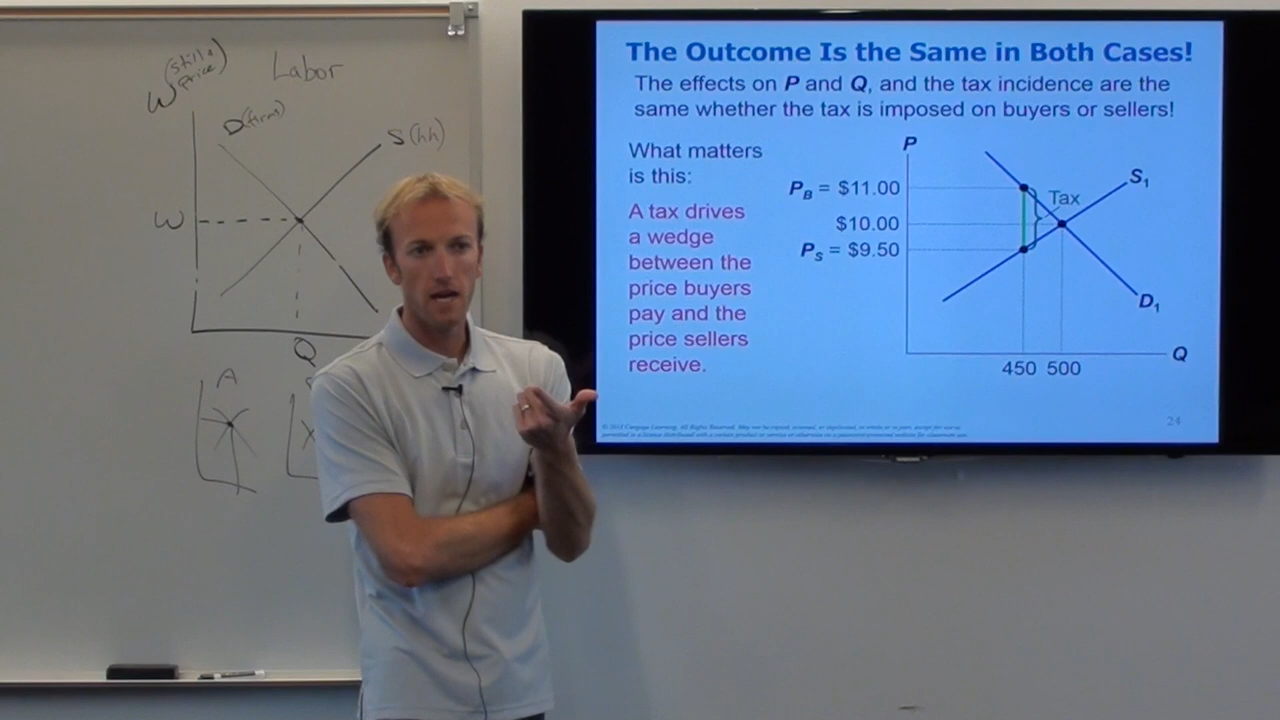 W (skills price)
Labor
D (firms)
S (hh)
W
Q
A
The Outcome Is the Same in Both Cases!
The effects on P and Q, and the tax incidence are the
same whether the tax is imposed on buyers or sellers!
What matters
is this:
A tax drives
a wedge
between the
price buyers
pay and the
price sellers
receive.
P
S1
PB = $11.00
Tax
$10.00
PS = $9.50
D1
Q
450 500
24